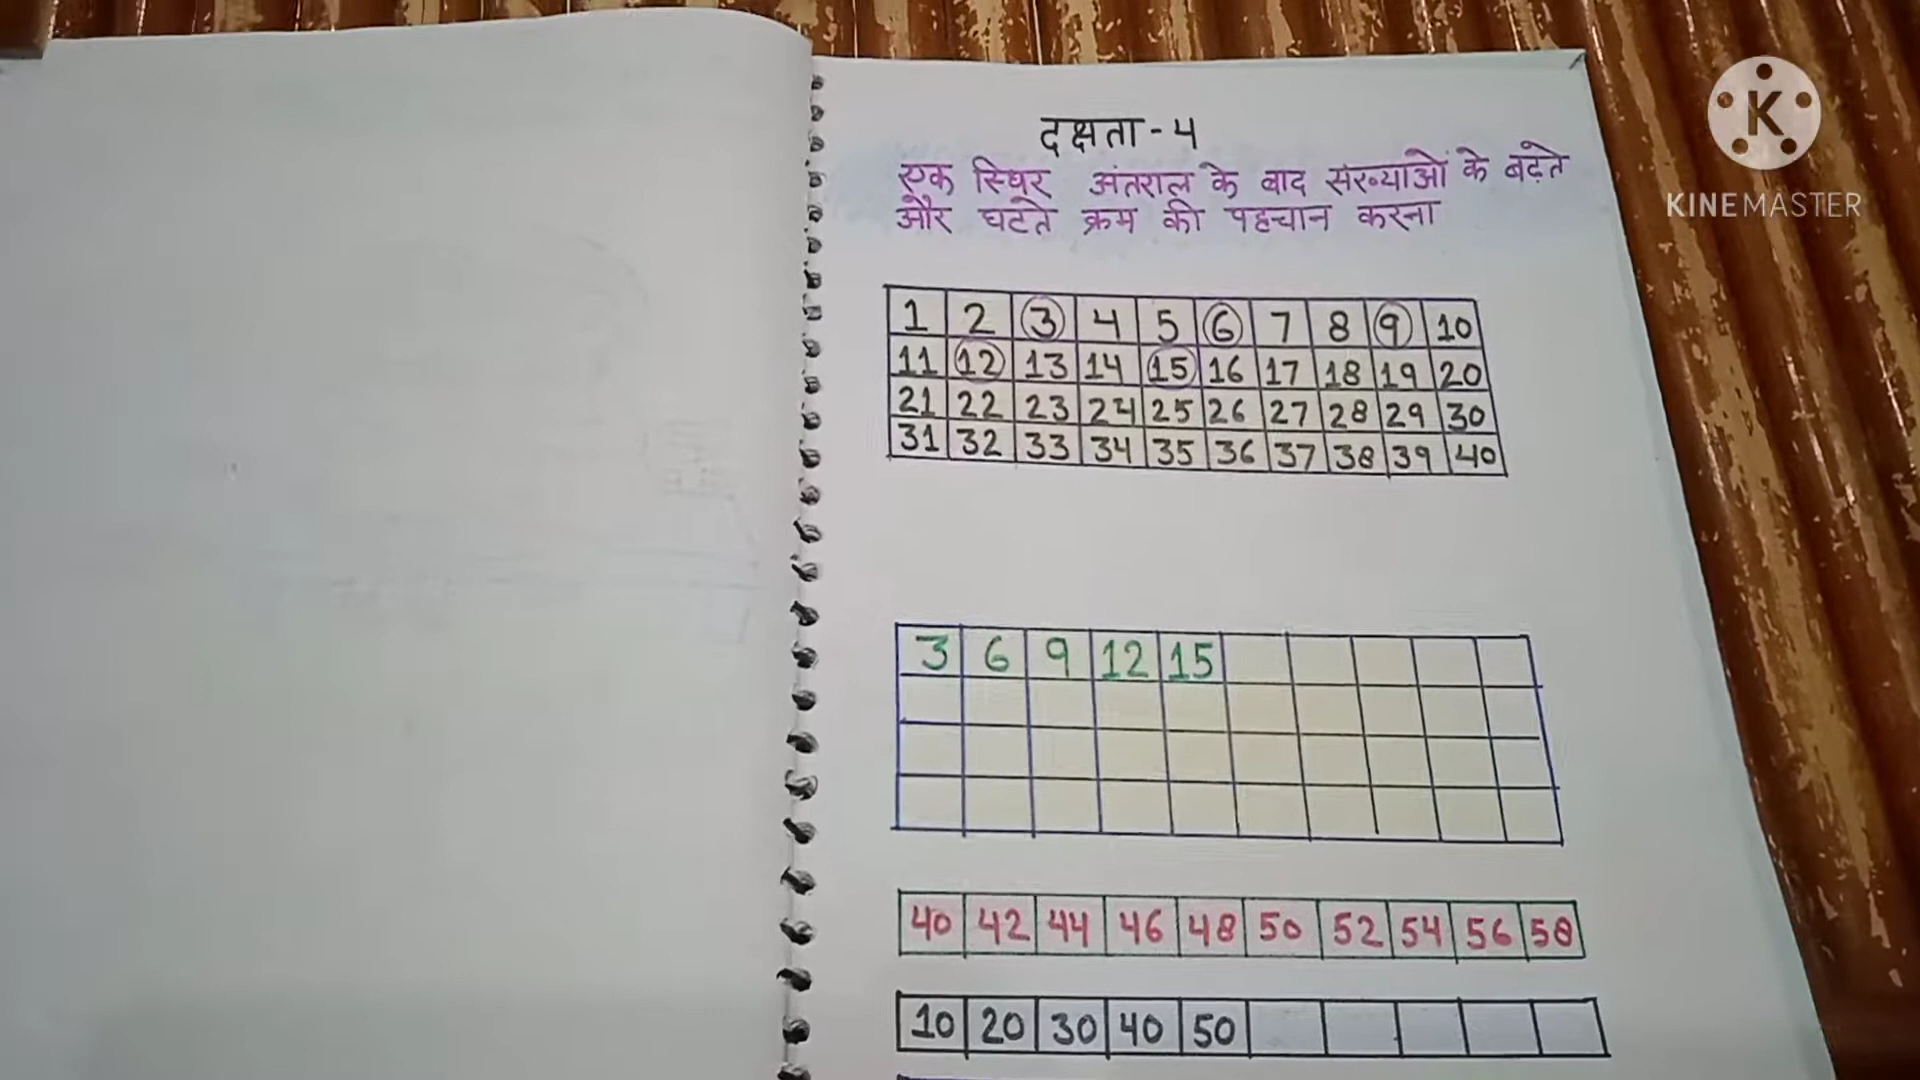 दक्षता - 4
एक स्थिर अंतराल के बाद संख्याओं के बढ़ते
और घटते क्रम की पहचान करना
KINEMASTER
1 2 3 4 5 6 7 8 9 10
11 12 13 14 15 16 17 18 19 20
21 22 23 24 25 26 27 28 29 30
31 32 33 34 35 36 37 38 39 40
3 6 9 12 15
40 42 44 46 48 50 52 54 56 58
10 20 30 40 50